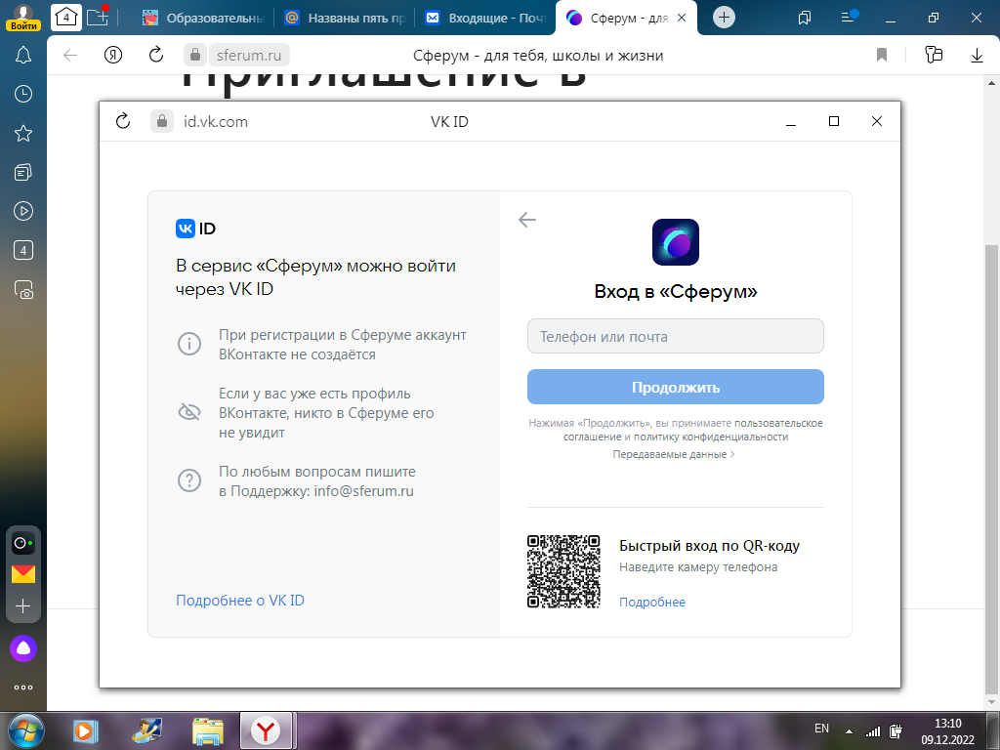 Войти
4
Образовательны
Названы пять пр
Входящие - Поч
Сферум - для
sferum.ru
Сферум - для тебя, школы и жизни
Приглашение в
id.vk.com
VK ID
VK ID
В сервис «Сферум» можно войти
через VK ID
При регистрации в Сферуме аккаунт
ВКонтакте не создаётся
Если у вас уже есть профиль
ВКонтакте, никто в Сферуме его
не увидит
По любым вопросам пишите
в Поддержку: info@sferum.ru
Подробнее о VK ID
Вход в «Сферум»
Телефон или почта
Продолжить
Нажимая «Продолжить», вы принимаете пользовательское
соглашение и политику конфиденциальности
Передаваемые данные
Быстрый вход по QR-коду
Наведите камеру телефона
Подробнее
4
EN
13:10
09.12.2022